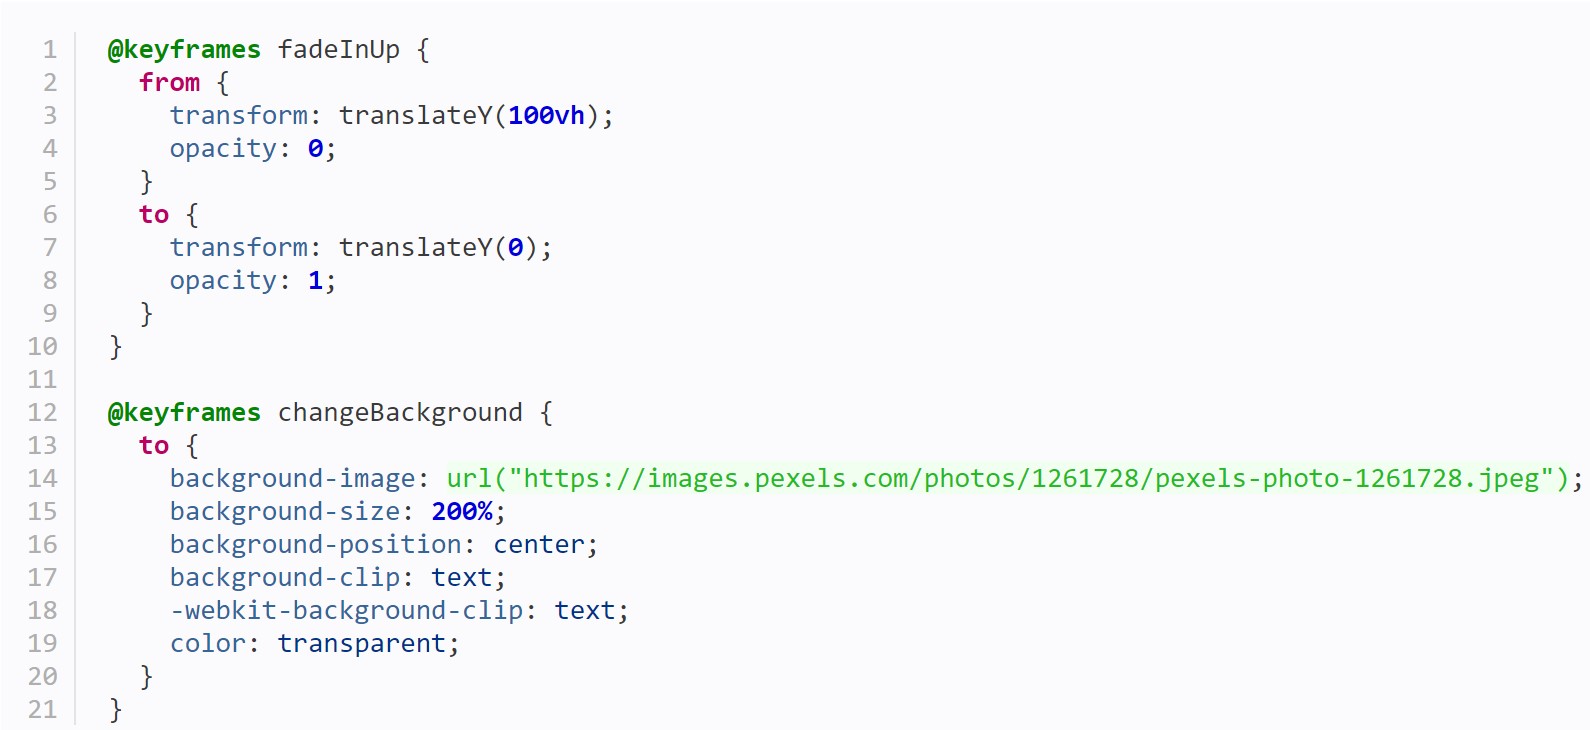 1 @keyframes fadeInUp {
2   from {
3     transform: translateY(100vh);
4     opacity: 0;
5   }
6   to {
7     transform: translateY(0);
8     opacity: 1;
9   }
10 }
11
12 @keyframes changeBackground {
13   to {
14     background-image: url("https://images.pexels.com/photos/1261728/pexels-photo-1261728.jpeg");
15     background-size: 200%;
16     background-position: center;
17     background-clip: text;
18     -webkit-background-clip: text;
19     color: transparent;
20   }
21 }